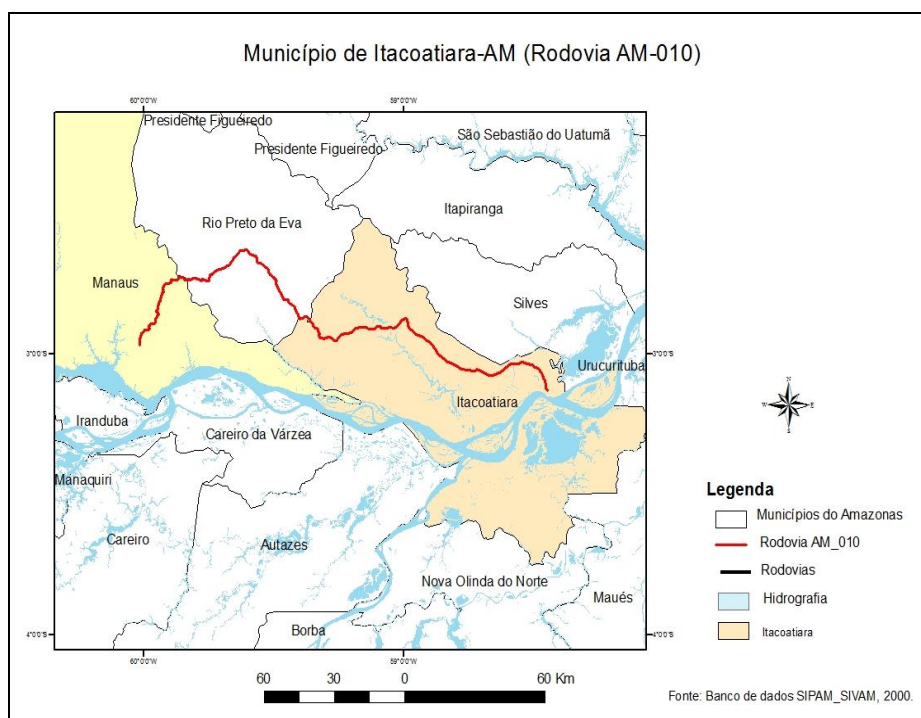 Município de Itacoatiara-AM (Rodovia AM-010)
60°0'0"W
59°0'0"W
Presidente Figueiredo
Presidente Figueiredo
São Sebastião do Uatumã
Itapiranga
Rio Preto da Eva
Manaus
Silves
3°0'0"S
3°0'0"S
Urucurituba
Itacoatiara
Iranduba
Careiro da Várzea
N
W
E
S
Manaquiri
Careiro
Autazes
Nova Olinda do Norte
Maués
Borba
4°0'0"S
4°0'0"S
60°0'0"W
59°0'0"W
Legenda
Municípios do Amazonas
Rodovia AM_010
Rodovias
Hidrografia
Itacoatiara
60 30 0 60 Km
Fonte: Banco de dados SIPAM_SIVAM, 2000.